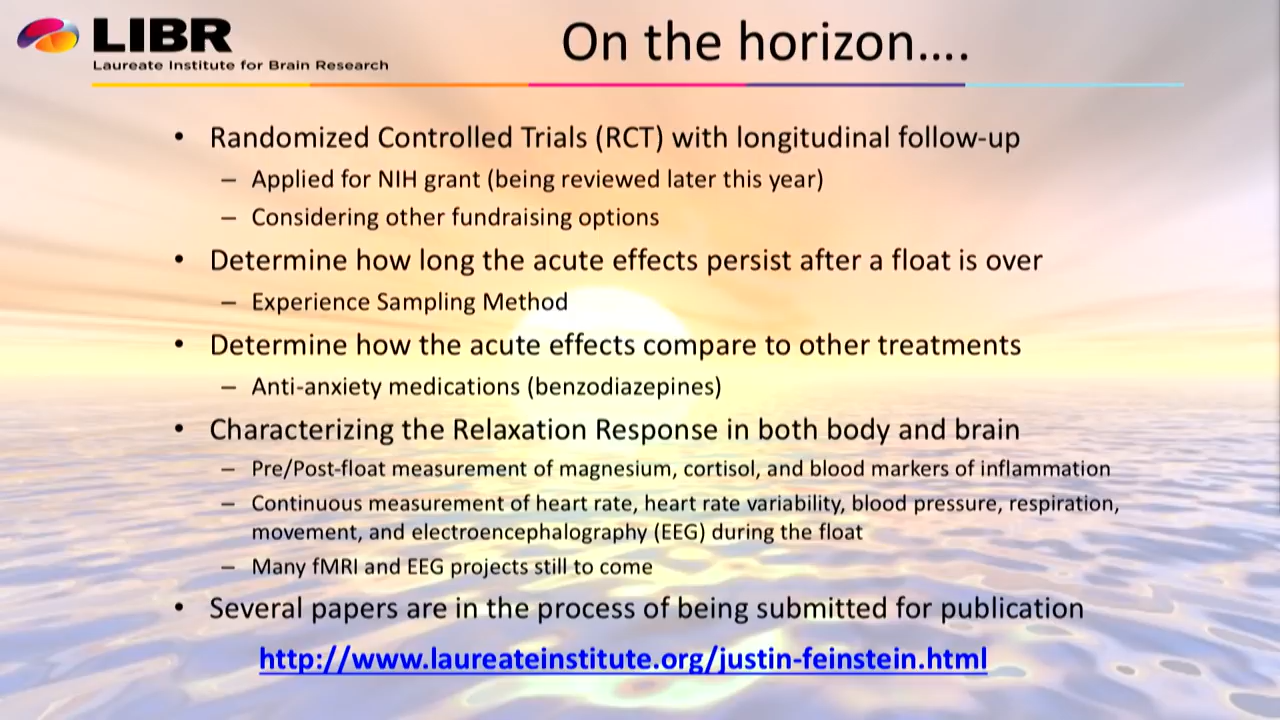 LIBR
Laureate Institute for Brain Research
On the horizon....
• Randomized Controlled Trials (RCT) with longitudinal follow-up
– Applied for NIH grant (being reviewed later this year)
– Considering other fundraising options
• Determine how long the acute effects persist after a float is over
– Experience Sampling Method
• Determine how the acute effects compare to other treatments
– Anti-anxiety medications (benzodiazepines)
• Characterizing the Relaxation Response in both body and brain
– Pre/Post-float measurement of magnesium, cortisol, and blood markers of inflammation
– Continuous measurement of heart rate, heart rate variability, blood pressure, respiration,
movement, and electroencephalography (EEG) during the float
– Many fMRI and EEG projects still to come
• Several papers are in the process of being submitted for publication
http://www.laureateinstitute.org/justin-feinstein.html